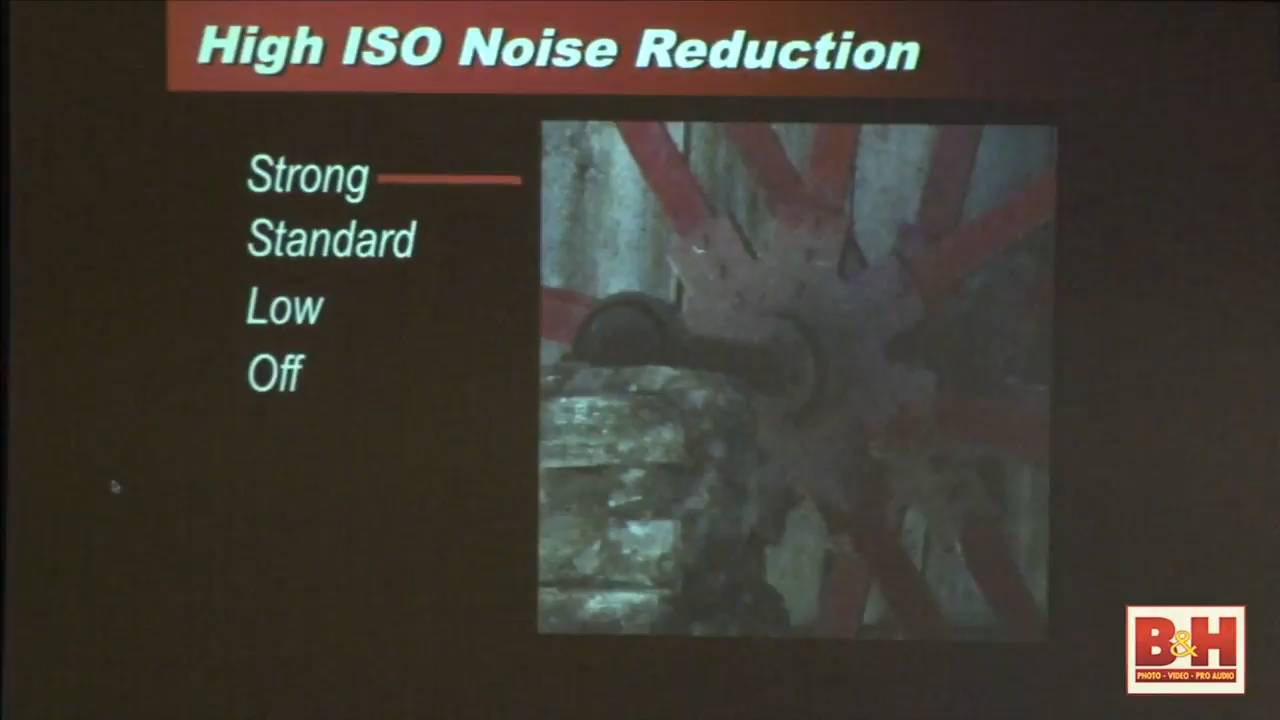 High ISO Noise Reduction
Strong
Standard
Low
Off
B&H
PHOTO - VIDEO - PRO AUDIO